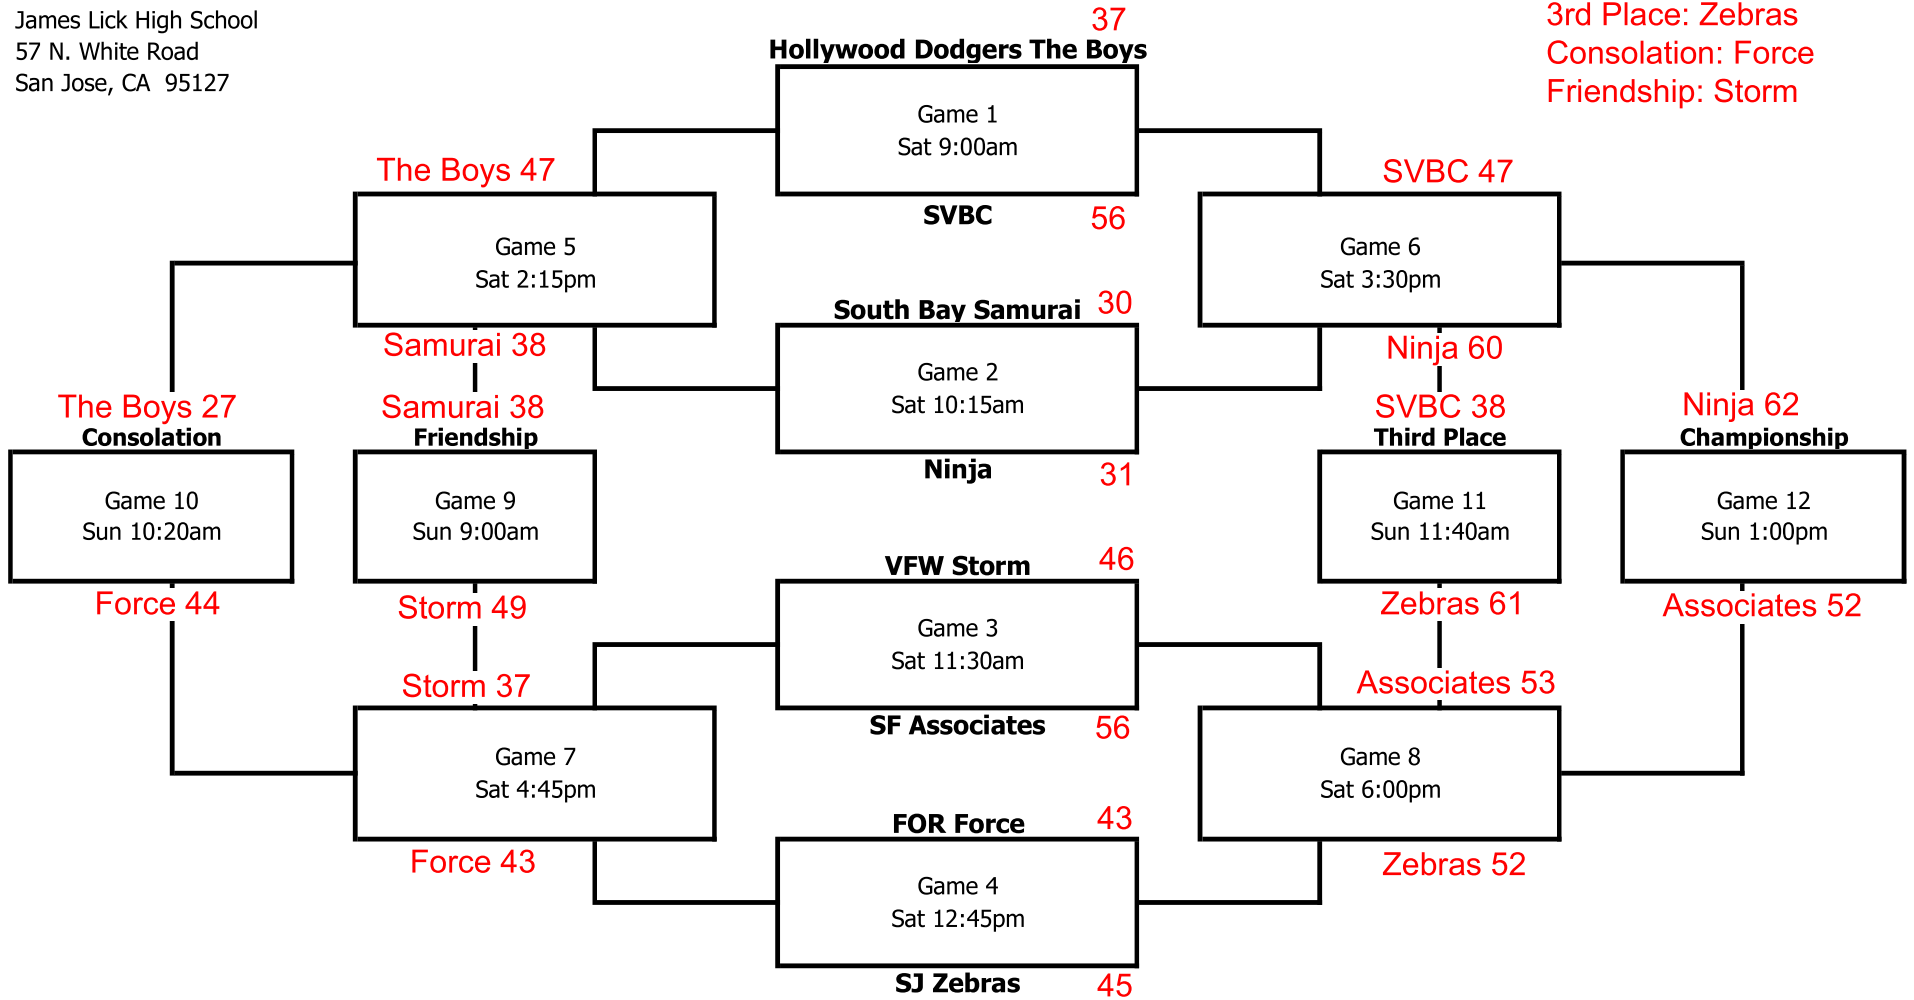 James Lick High School
57 N. White Road
San Jose, CA  95127
37
3rd Place: Zebras
Consolation: Force
Friendship: Storm
Hollywood Dodgers The Boys
Game 1
Sat 9:00am
SVBC
56
The Boys 47
Game 5
Sat 2:15pm
Samurai 38
SVBC 47
Game 6
Sat 3:30pm
Ninja 60
South Bay Samurai
30
Game 2
Sat 10:15am
Ninja
31
The Boys 27
Consolation
Game 10
Sun 10:20am
Force 44
Samurai 38
Friendship
Game 9
Sun 9:00am
Storm 49
SVBC 38
Third Place
Game 11
Sun 11:40am
Zebras 61
Ninja 62
Championship
Game 12
Sun 1:00pm
Associates 52
VFW Storm
46
Game 3
Sat 11:30am
SF Associates
56
Storm 37
Game 7
Sat 4:45pm
Force 43
Associates 53
Game 8
Sat 6:00pm
Zebras 52
FOR Force
43
Game 4
Sat 12:45pm
SJ Zebras
45